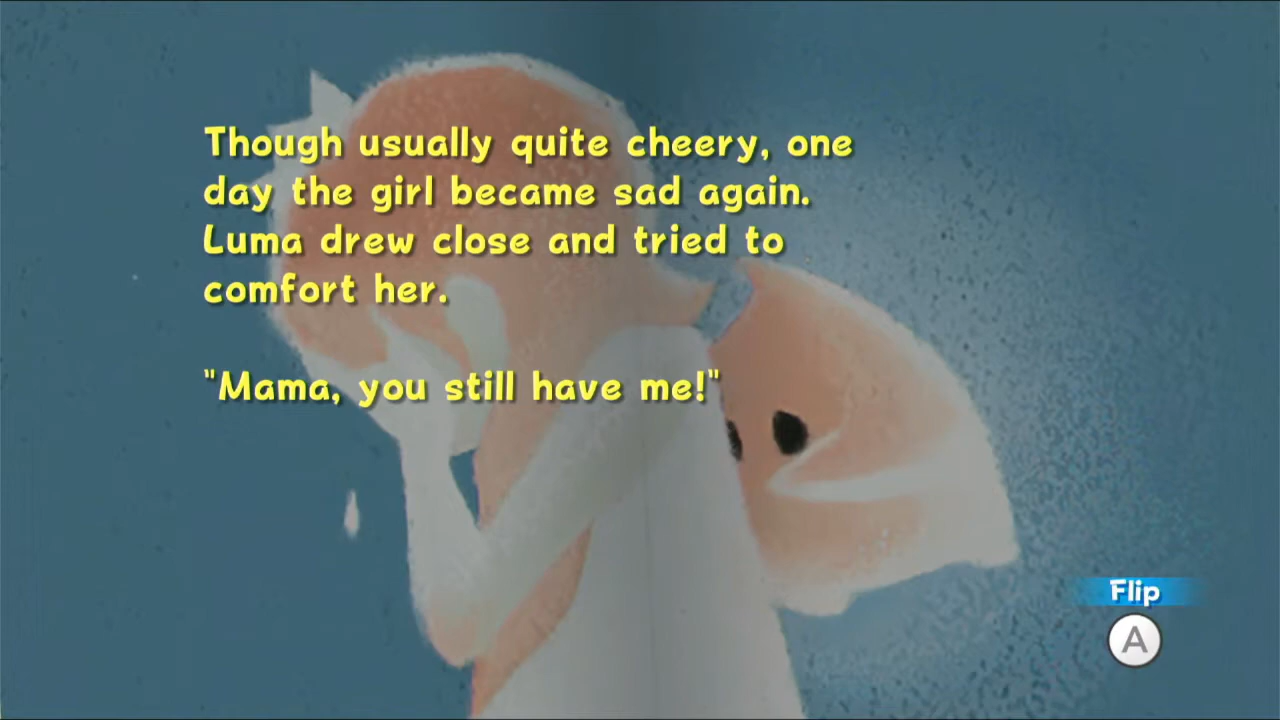 Though usually quite cheery, one
day the girl became sad again.
Luma drew close and tried to
comfort her.
"Mama, you still have me!"
Flip
A